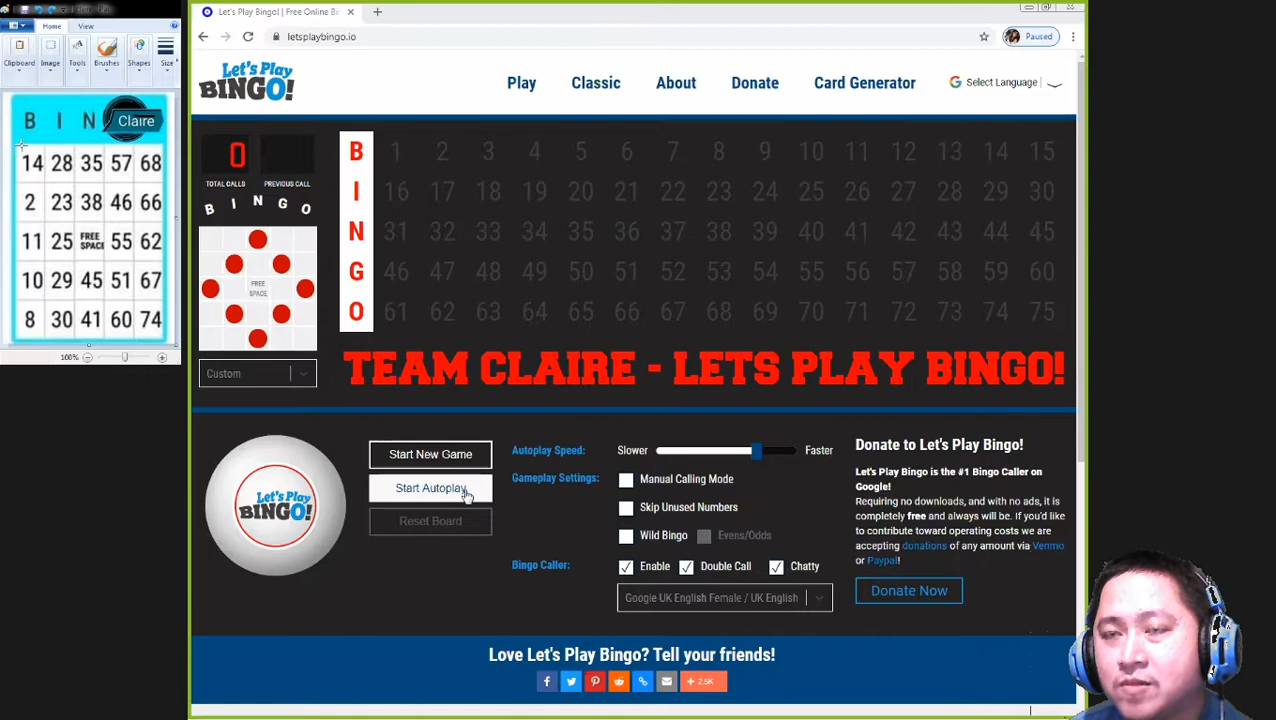 Let's Play Bingo! | Free Online Bi
letsplaybingo.io
Paused
Home View
Clipboard Image Tools Brushes Shapes Size
B I N Claire
14 28 35 57 68
2 23 38 46 66
11 25 FREE SPACE 55 62
10 29 45 51 67
8 30 41 60 74
100%
Let's Play BINGO!
Play Classic About Donate Card Generator Select Language
0
TOTAL CALLS PREVIOUS CALL
B I N G O
FREE SPACE
Custom
B 1 2 3 4 5 6 7 8 9 10 11 12 13 14 15
I 16 17 18 19 20 21 22 23 24 25 26 27 28 29 30
N 31 32 33 34 35 36 37 38 39 40 41 42 43 44 45
G 46 47 48 49 50 51 52 53 54 55 56 57 58 59 60
O 61 62 63 64 65 66 67 68 69 70 71 72 73 74 75
TEAM CLAIRE - LETS PLAY BINGO!
Let's Play BINGO!
Start New Game
Start Autoplay
Reset Board
Autoplay Speed: Slower Faster
Gameplay Settings: Manual Calling Mode
Skip Unused Numbers
Wild Bingo Evens/Odds
Bingo Caller: Enable Double Call Chatty
Google UK English Female / UK English
Donate to Let's Play Bingo!
Let's Play Bingo is the #1 Bingo Caller on
Google!
Requiring no downloads, and with no ads, it is
completely free and always will be. If you'd like
to contribute toward operating costs we are
accepting donations of any amount via Venmo
or Paypal!
Donate Now
Love Let's Play Bingo? Tell your friends!
2.5K